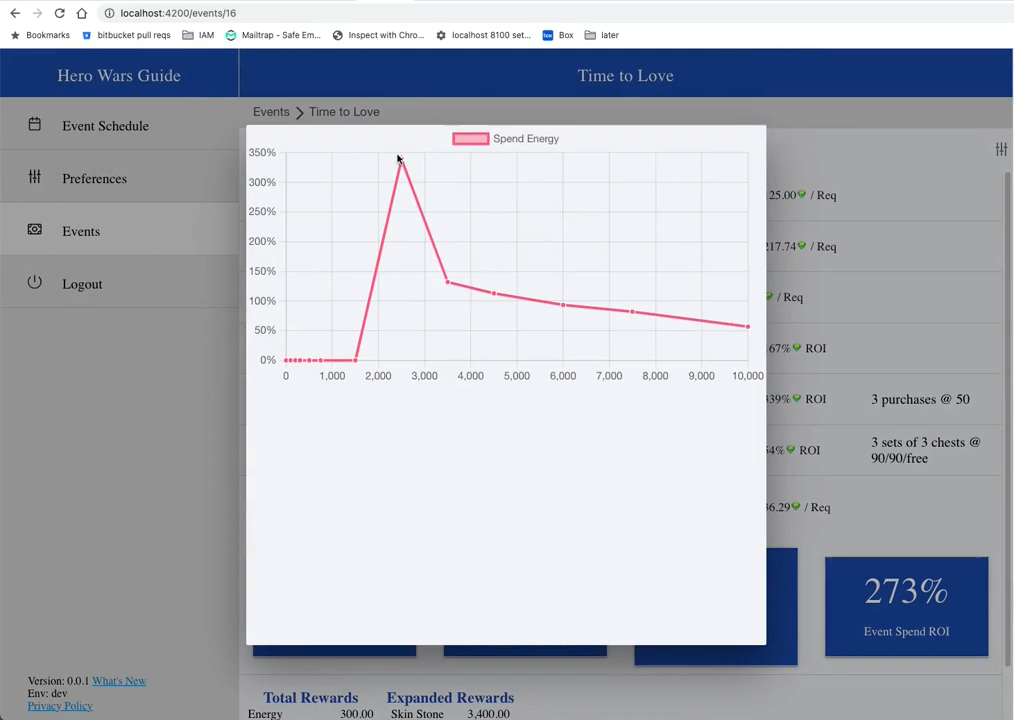 localhost:4200/events/16
Bookmarks bitbucket pull reqs IAM Mailtrap - Safe Em... Inspect with Chro... localhost 8100 set... Box later
Hero Wars Guide
Time to Love
Event Schedule
Preferences
Events
Logout
Version: 0.0.1 What's New
Env: dev
Privacy Policy
Events Time to Love
Spend Energy
350%
300%
250%
200%
150%
100%
50%
0%
0 1,000 2,000 3,000 4,000 5,000 6,000 7,000 8,000 9,000 10,000
25.00 / Req
17.74 / Req
/ Req
67% ROI
39% ROI 3 purchases @ 50
4% ROI 3 sets of 3 chests @
90/90/free
6.29 / Req
273%
Event Spend ROI
Total Rewards Expanded Rewards
Energy 300.00 Skin Stone 3,400.00